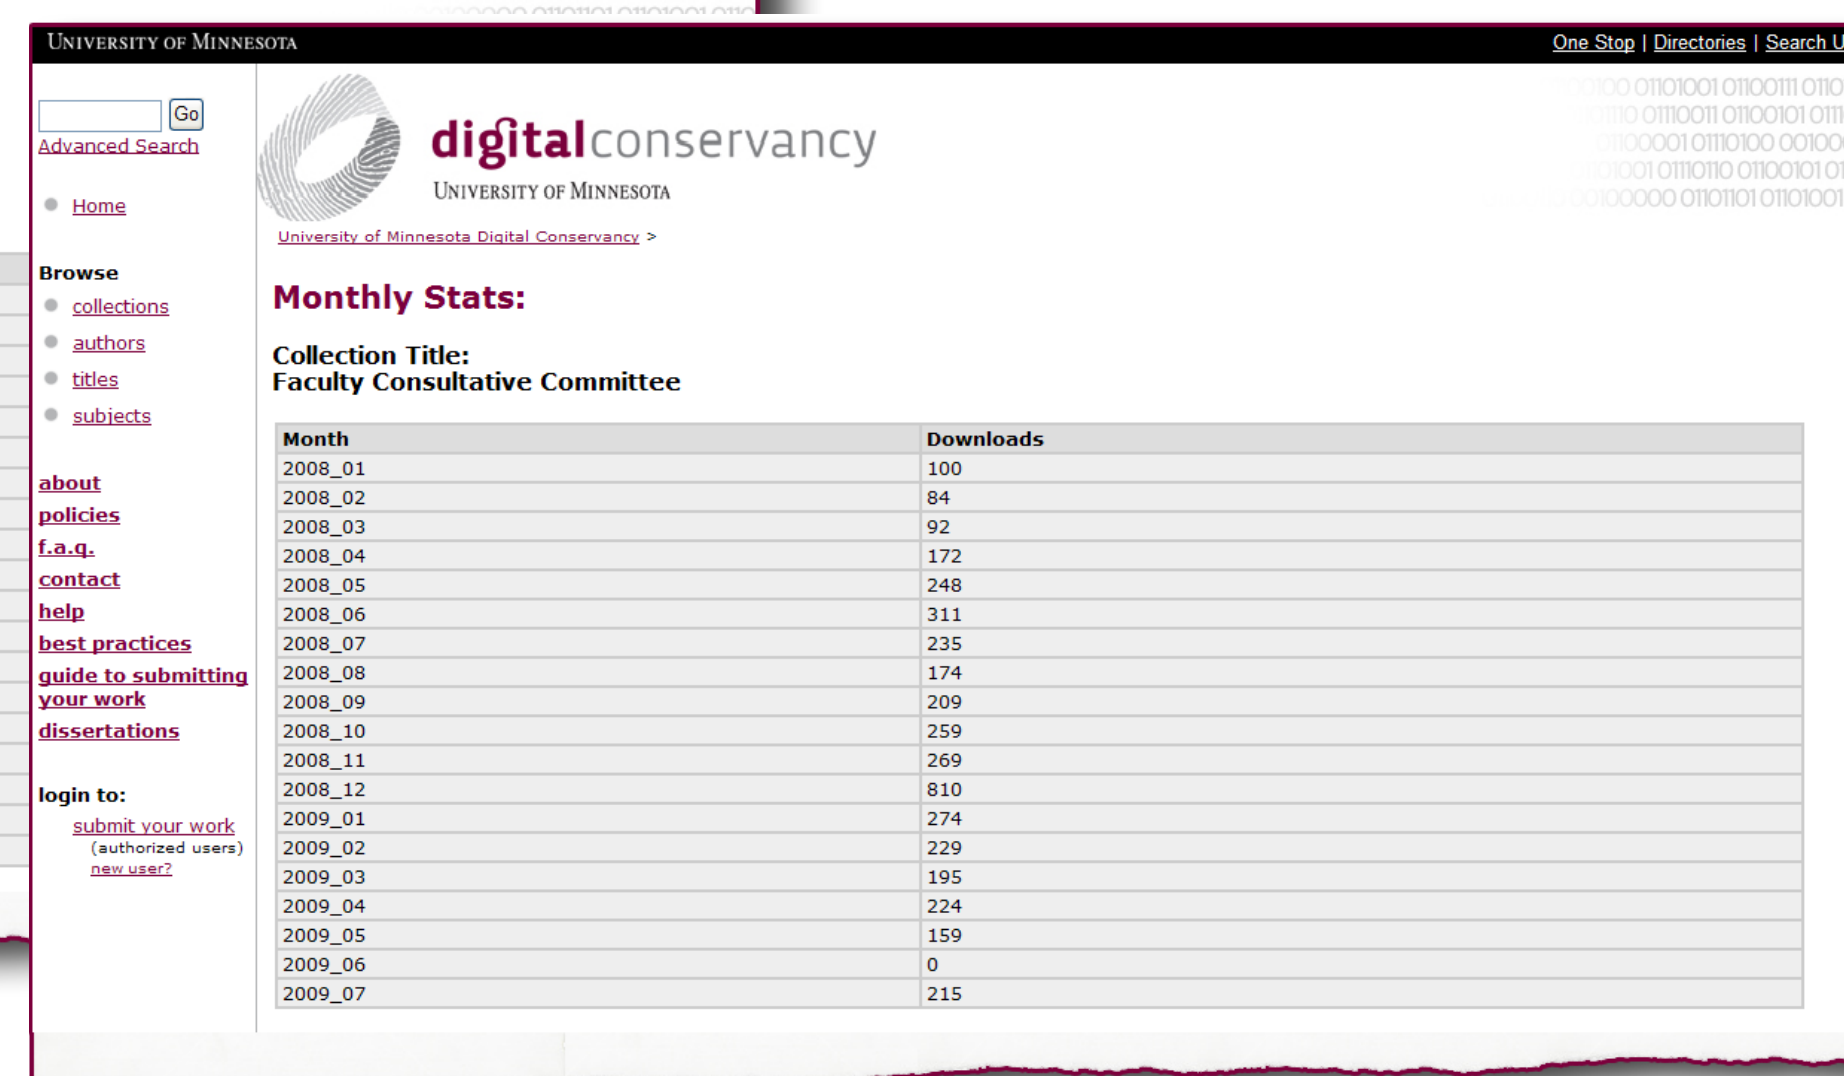 UNIVERSITY OF MINNESOTA
One Stop | Directories | Search U
Go
Advanced Search
Home
Browse
collections
authors
titles
subjects
about
policies
f.a.q.
contact
help
best practices
guide to submitting
your work
dissertations
login to:
submit your work
(authorized users)
new user?
digitalconservancy
UNIVERSITY OF MINNESOTA
University of Minnesota Digital Conservancy >
Monthly Stats:
Collection Title:
Faculty Consultative Committee
Month Downloads
2008_01 100
2008_02 84
2008_03 92
2008_04 172
2008_05 248
2008_06 311
2008_07 235
2008_08 174
2008_09 209
2008_10 259
2008_11 269
2008_12 810
2009_01 274
2009_02 229
2009_03 195
2009_04 224
2009_05 159
2009_06 0
2009_07 215